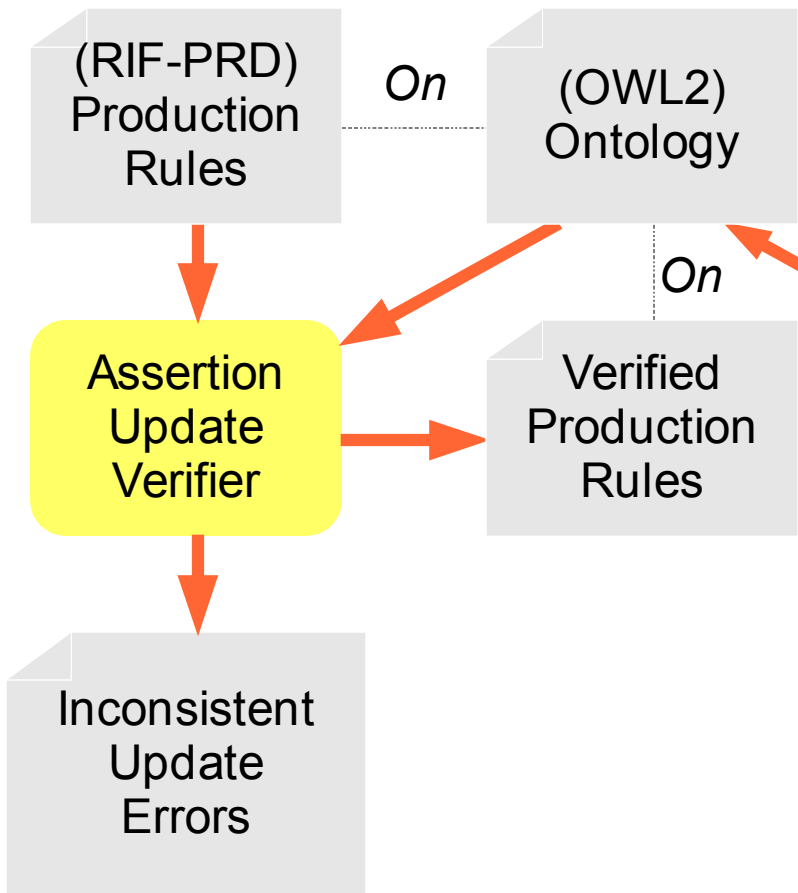 (RIF-PRD)
Production
Rules
On
(OWL2)
Ontology
On
Assertion
Update
Verifier
Verified
Production
Rules
Inconsistent
Update
Errors